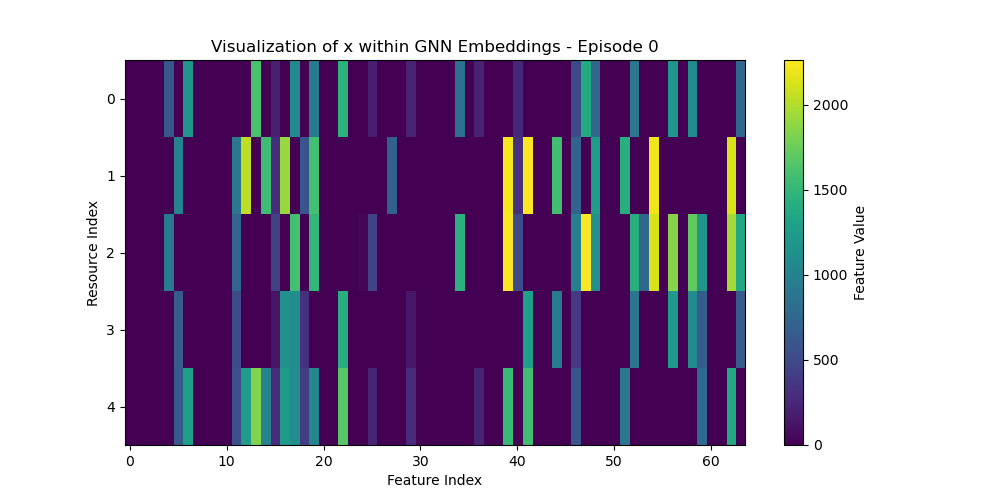 Visualization of x within GNN Embeddings - Episode 0
Resource Index
0
1
2
3
4
0 10 20 30 40 50 60
Feature Index
2000
1500
1000
500
0
Feature Value